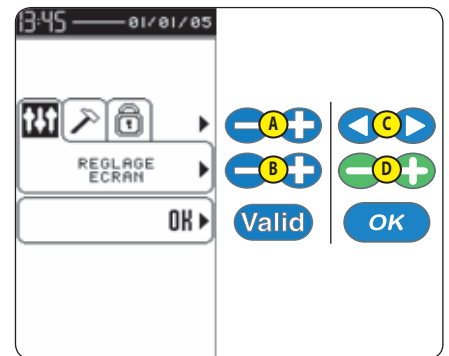 13:45 01/01/05
A C
REGLAGE
ECRAN
B D
OK Valid OK